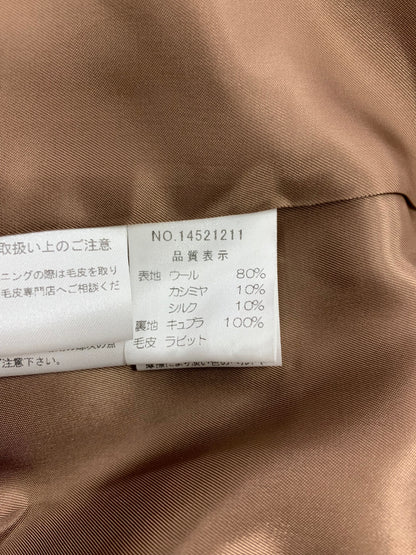 取扱い上のご注意
ニングの際は毛皮を取り
毛皮専門店へご相談くだ
ご注意下さい。
NO.14521211
品質表示
表地 ウール 80%
カシミヤ 10%
シルク 10%
裏地 キュプラ 100%
毛皮 ラビット